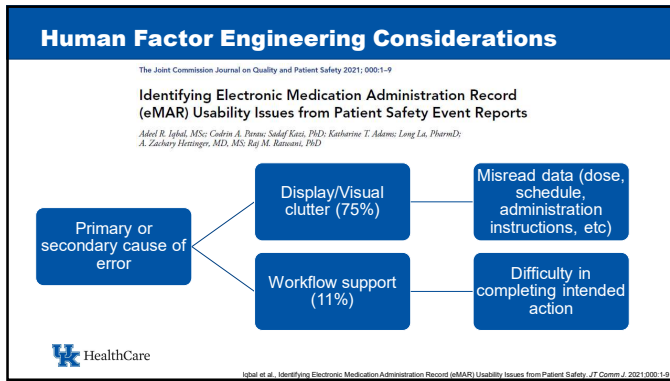 Human Factor Engineering Considerations
The Joint Commission Journal on Quality and Patient Safety 2021; 000:1–9
Identifying Electronic Medication Administration Record
(eMAR) Usability Issues from Patient Safety Event Reports
Adeel R. Iqbal, MSc; Codrin A. Parau; Sadaf Kazi, PhD; Katharine T. Adams; Long La, PharmD;
A. Zachary Hettinger, MD, MS; Raj M. Ratwani, PhD
Primary or
secondary cause of
error
Display/Visual
clutter (75%)
Misread data (dose,
schedule,
administration
instructions, etc)
Workflow support
(11%)
Difficulty in
completing intended
action
UK HealthCare
Iqbal et al., Identifying Electronic Medication Administration Record (eMAR) Usability Issues from Patient Safety. JT Comm J. 2021;000:1-9